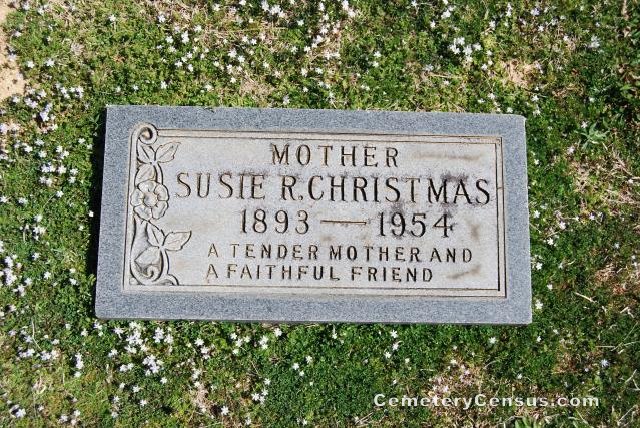 MOTHER
SUSIE R. CHRISTMAS
1893 — 1954
A TENDER MOTHER AND
A FAITHFUL FRIEND
CemeteryCensus.com